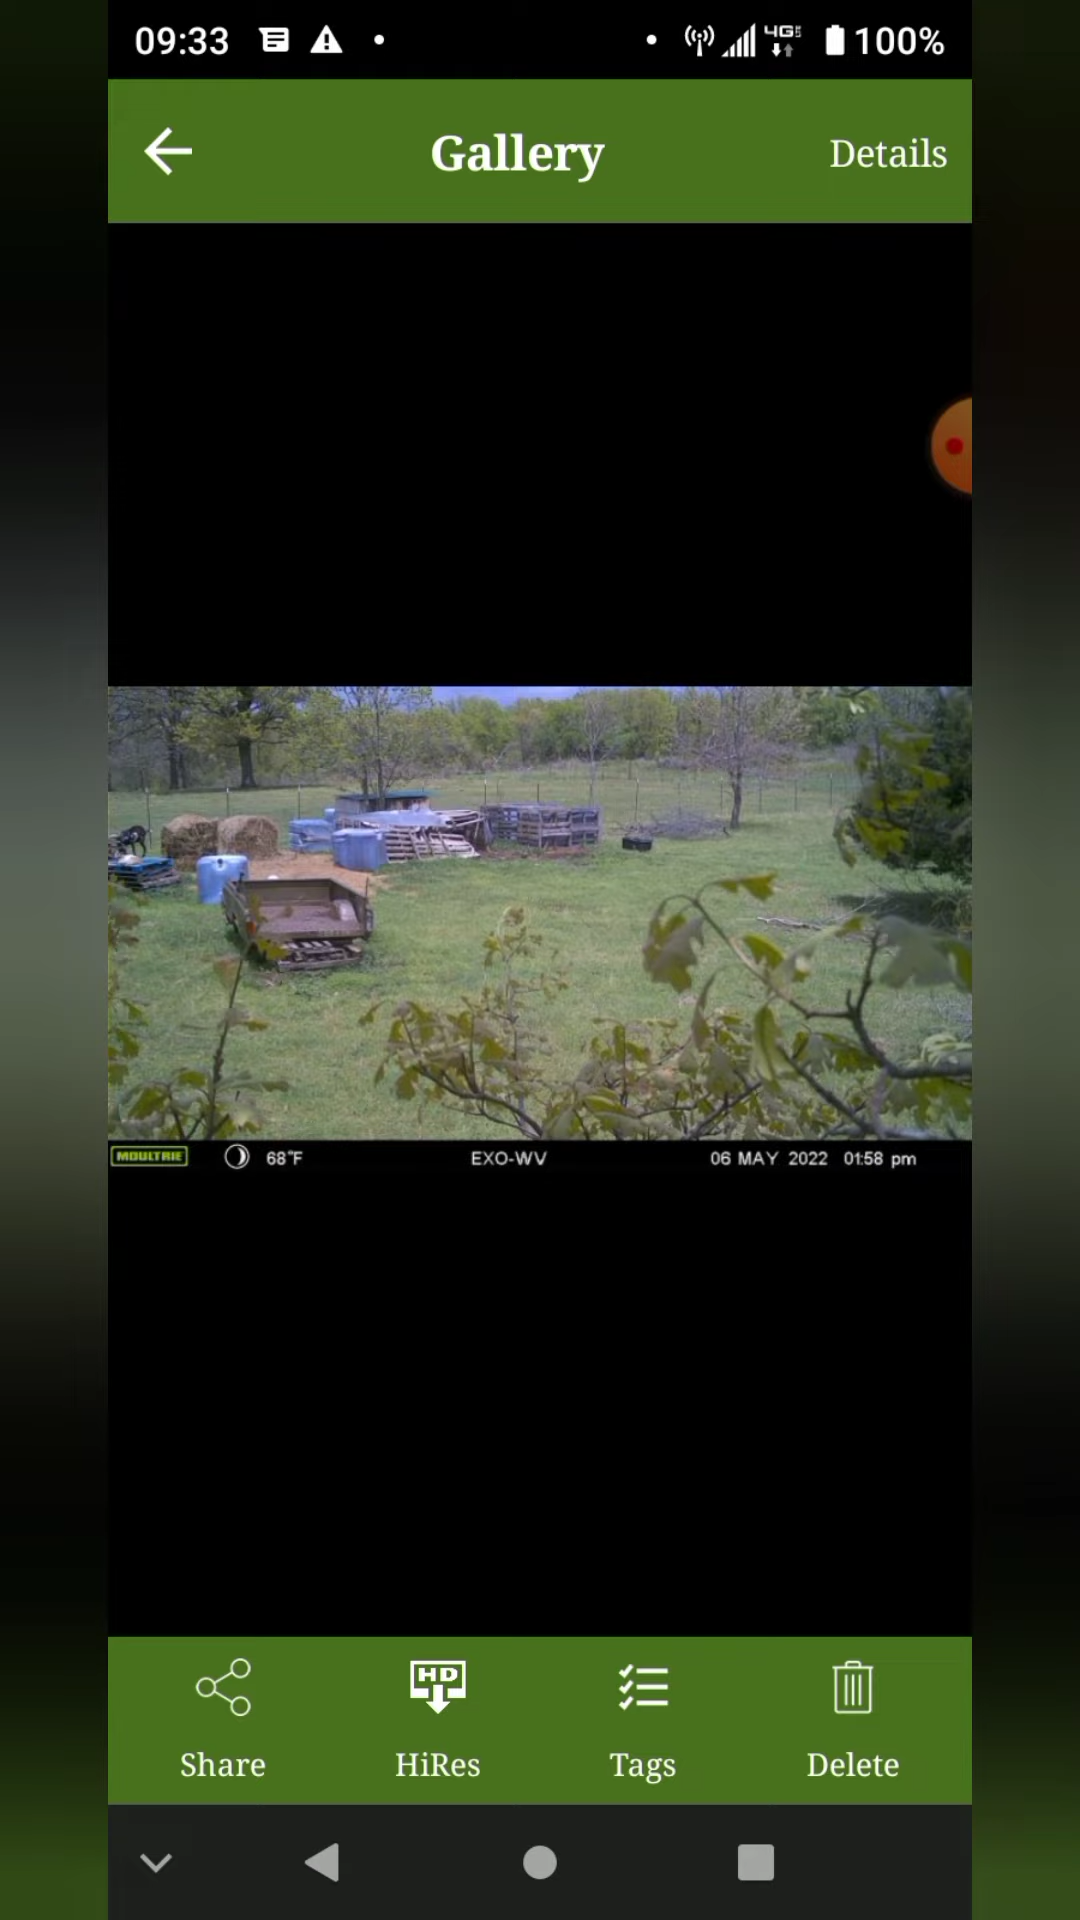 09:33 4G 100%
Gallery Details
MOULTRIE 68°F EXO-WV 06 MAY 2022 01:58 pm
HD
Share HiRes Tags Delete